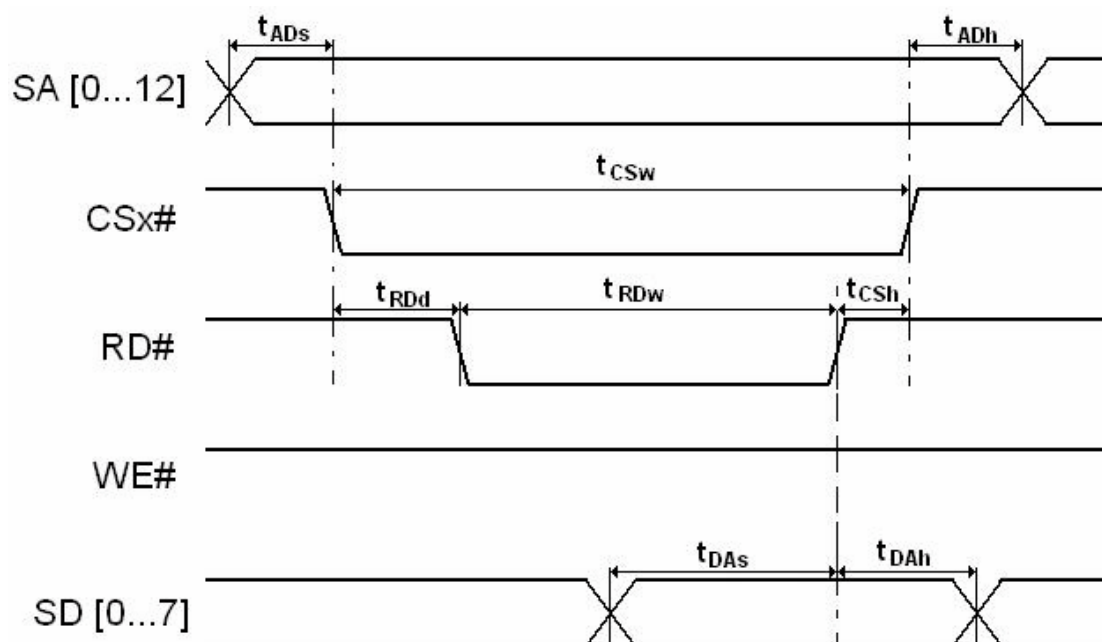 tADs
tADh
SA [0...12]
tCSw
CSx#
tRDd
tRDw
tCSh
RD#
WE#
tDAs
tDAh
SD [0...7]